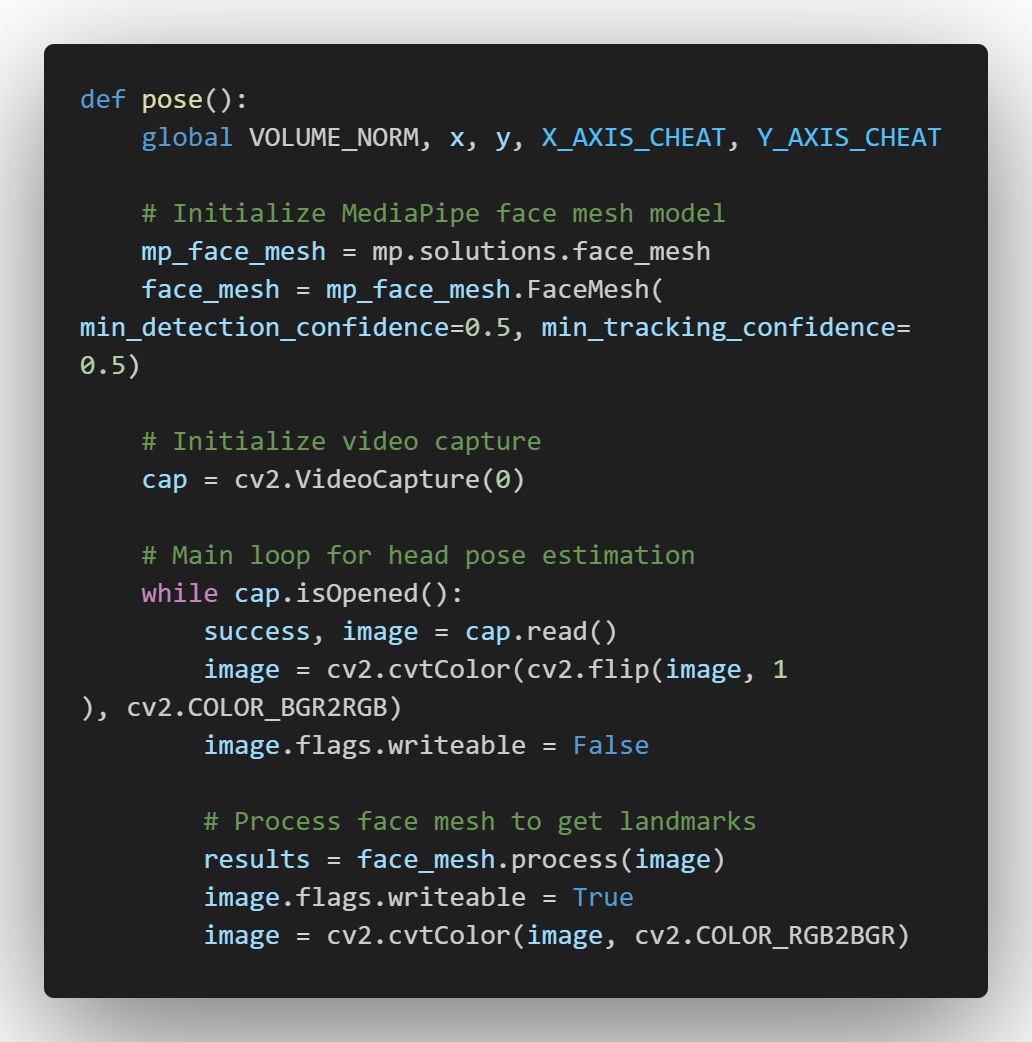 def pose():
    global VOLUME_NORM, x, y, X_AXIS_CHEAT, Y_AXIS_CHEAT

    # Initialize MediaPipe face mesh model
    mp_face_mesh = mp.solutions.face_mesh
    face_mesh = mp_face_mesh.FaceMesh(
min_detection_confidence=0.5, min_tracking_confidence=
0.5)

    # Initialize video capture
    cap = cv2.VideoCapture(0)

    # Main loop for head pose estimation
    while cap.isOpened():
        success, image = cap.read()
        image = cv2.cvtColor(cv2.flip(image, 1
), cv2.COLOR_BGR2RGB)
        image.flags.writeable = False

        # Process face mesh to get landmarks
        results = face_mesh.process(image)
        image.flags.writeable = True
        image = cv2.cvtColor(image, cv2.COLOR_RGB2BGR)